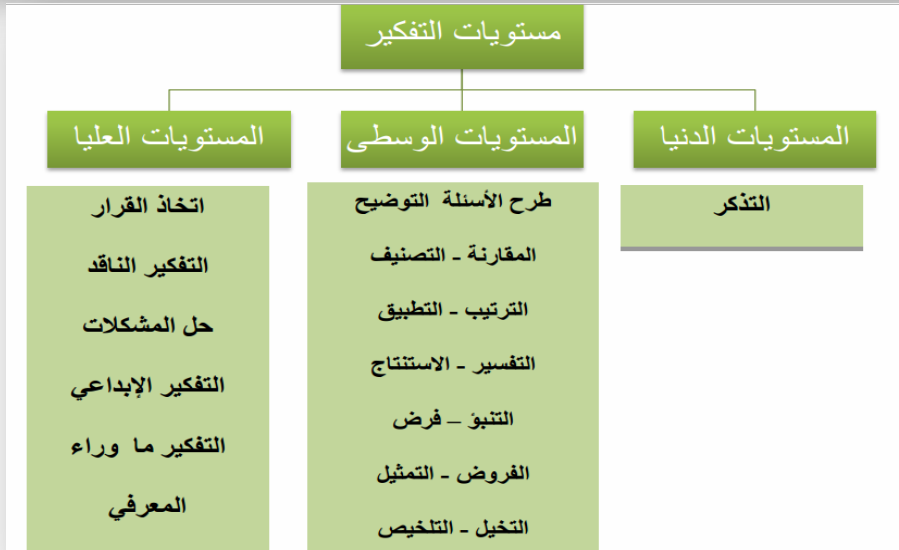 مستويات التفكير
المستويات الدنيا
التذكر
المستويات الوسطى
طرح الأسئلة التوضيح
المقارنة - التصنيف
الترتيب - التطبيق
التفسير - الاستنتاج
التنبؤ – فرض
الفروض - التمثيل
التخيل - التلخيص
المستويات العليا
اتخاذ القرار
التفكير الناقد
حل المشكلات
التفكير الإبداعي
التفكير ما وراء
المعرفي